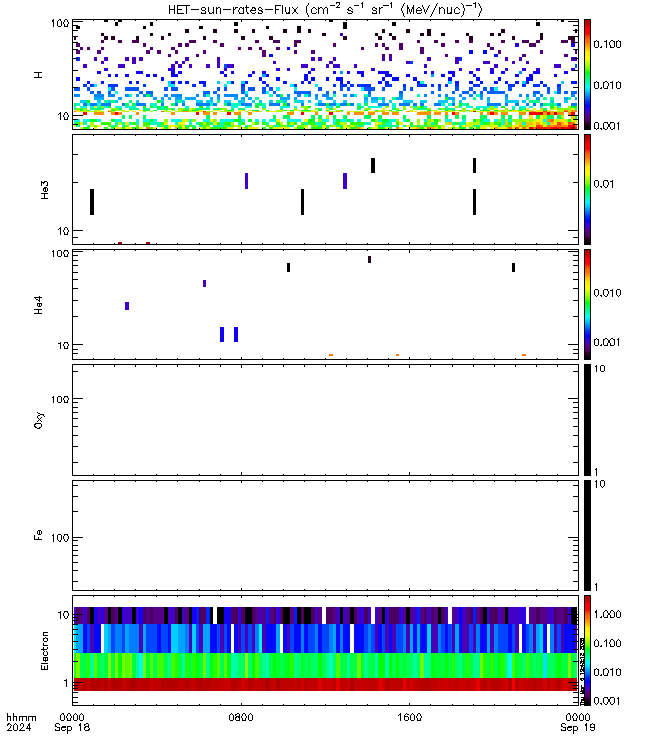 HET-sun-rates-Flux (cm⁻² s⁻¹ sr⁻¹ (MeV/nuc)⁻¹)
100
10
H
0.100
0.010
0.001
10
He3
0.01
100
10
He4
0.010
0.001
100
Oxy
10
1
100
Fe
10
1
10
1
Electron
1.000
0.100
0.010
0.001
hhmm
2024
0000
Sep 18
0800
1600
0000
Sep 19